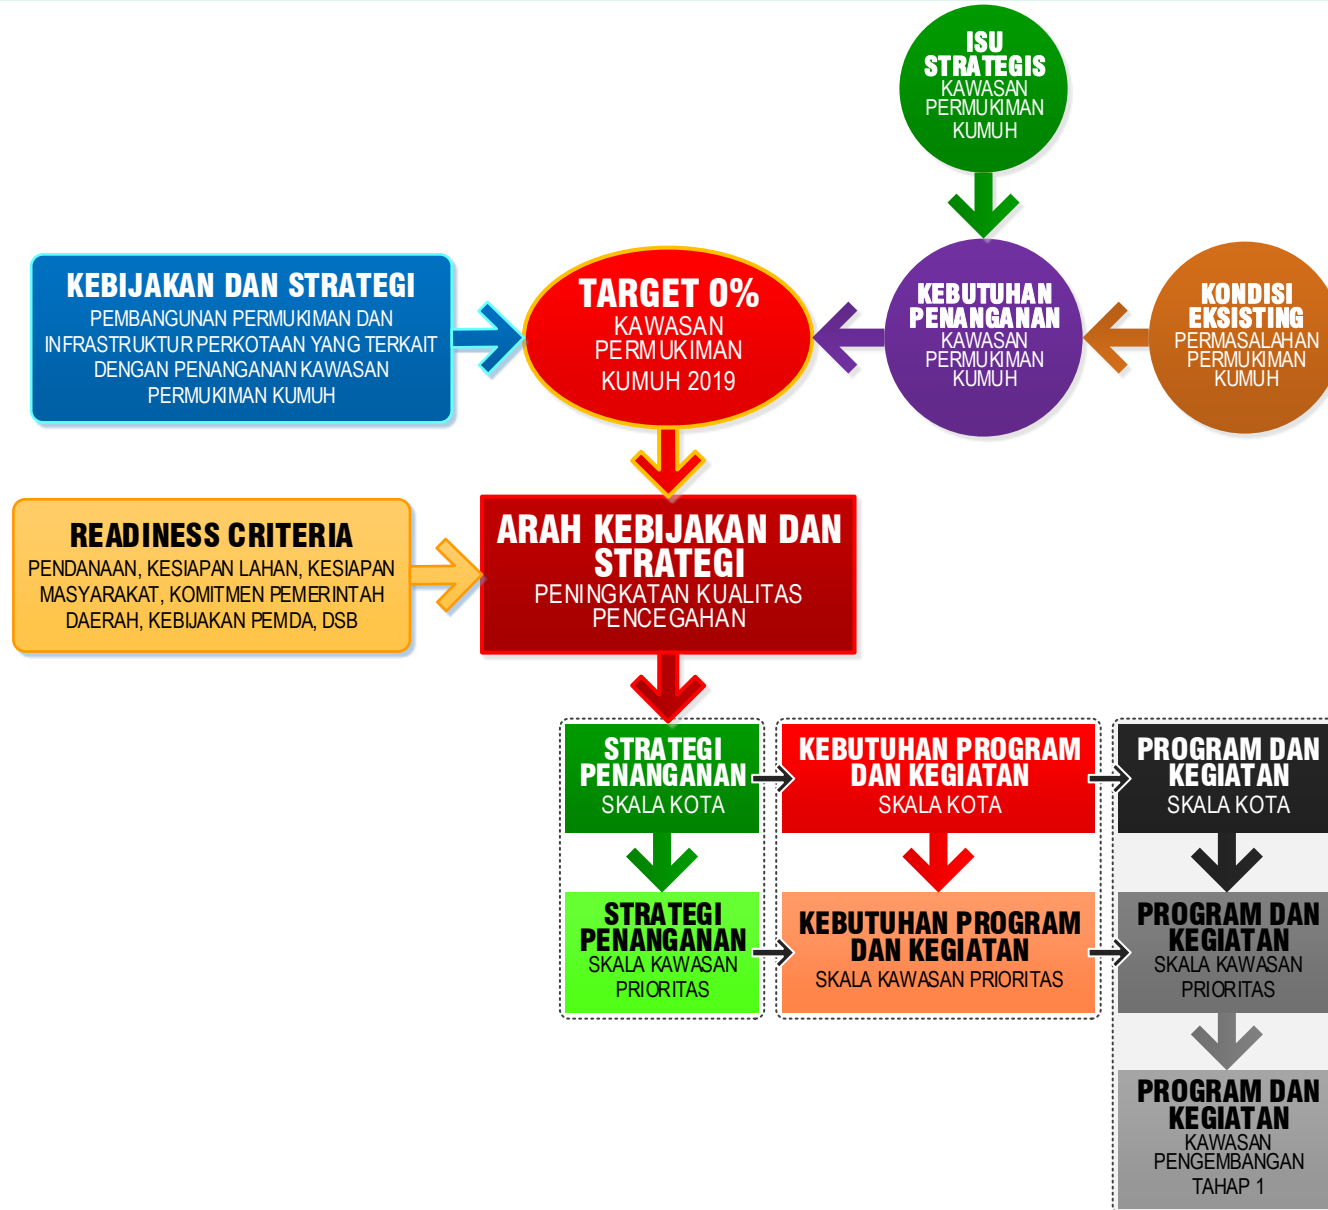 ISU
STRATEGIS
KAWASAN
PERMUKIMAN
KUMUH
KEBIJAKAN DAN STRATEGI
PEMBANGUNAN PERMUKIMAN DAN
INFRASTRUKTUR PERKOTAAN YANG TERKAIT
DENGAN PENANGANAN KAWASAN
PERMUKIMAN KUMUH
TARGET 0%
KAWASAN
PERMUKIMAN
KUMUH 2019
KEBUTUHAN
PENANGANAN
KAWASAN
PERMUKIMAN
KUMUH
KONDISI
EKSISTING
PERMASALAHAN
PERMUKIMAN
KUMUH
READINESS CRITERIA
PENDANAAN, KESIAPAN LAHAN, KESIAPAN
MASYARAKAT, KOMITMEN PEMERINTAH
DAERAH, KEBIJAKAN PEMDA, DSB
ARAH KEBIJAKAN DAN
STRATEGI
PENINGKATAN KUALITAS
PENCEGAHAN
STRATEGI
PENANGANAN
SKALA KOTA
KEBUTUHAN PROGRAM
DAN KEGIATAN
SKALA KOTA
PROGRAM DAN
KEGIATAN
SKALA KOTA
STRATEGI
PENANGANAN
SKALA KAWASAN
PRIORITAS
KEBUTUHAN PROGRAM
DAN KEGIATAN
SKALA KAWASAN PRIORITAS
PROGRAM DAN
KEGIATAN
SKALA KAWASAN
PRIORITAS
PROGRAM DAN
KEGIATAN
KAWASAN
PENGEMBANGAN
TAHAP 1